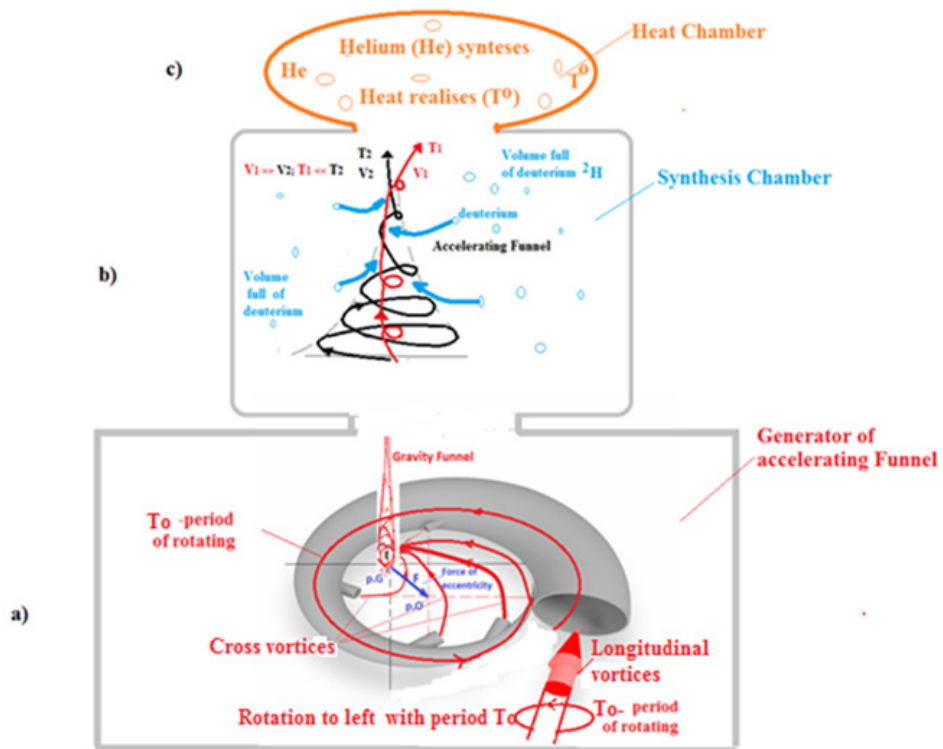 Heat Chamber
Helium (He) synteses
He
T⁰
Heat realises (T⁰)
c)
T2
T1
V1 >> V2; T1 << T2
V2
V1
Volume full
of deuterium ²H
Synthesis Chamber
deuterium
Accelerating Funnel
b)
Volume
full of
deuterium
Generator of
accelerating Funnel
Gravity Funnel
To -period
of rotating
t
p.G
F
Force of
eccentricity
p.O
a)
Cross vortices
Longitudinal
vortices
Rotation to left with period To
To- period
of rotating